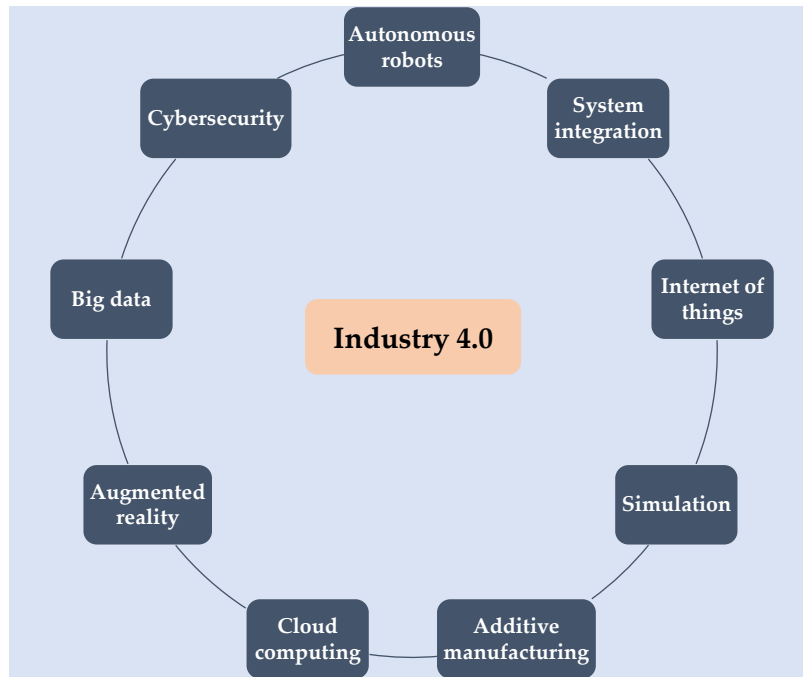 Autonomous
robots
System
integration
Internet of
things
Simulation
Additive
manufacturing
Cloud
computing
Augmented
reality
Big data
Cybersecurity
Industry 4.0